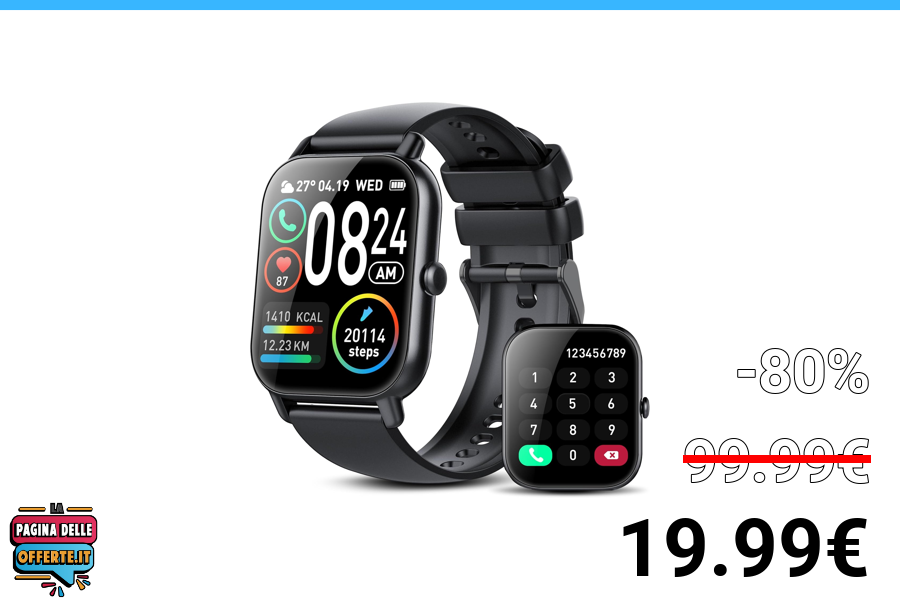 27° 04.19 WED
08 24
AM
87
1410 KCAL
12.23 KM
20114
steps
123456789
1 2 3
4 5 6
7 8 9
0
-80%
99.99€
19.99€
LA
PAGINA DELLE
OFFERTE.IT